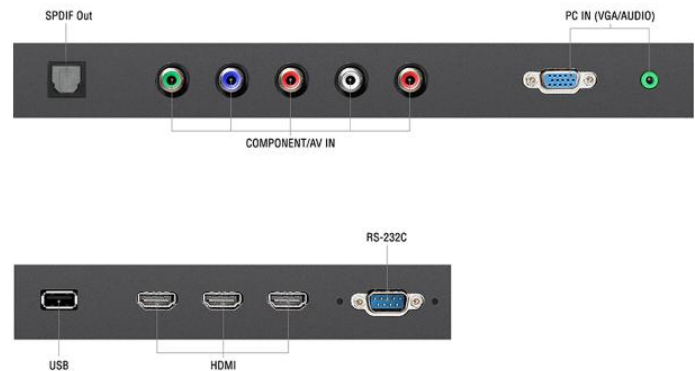 SPDIF Out
PC IN (VGA/AUDIO)
COMPONENT/AV IN
RS-232C
USB
HDMI